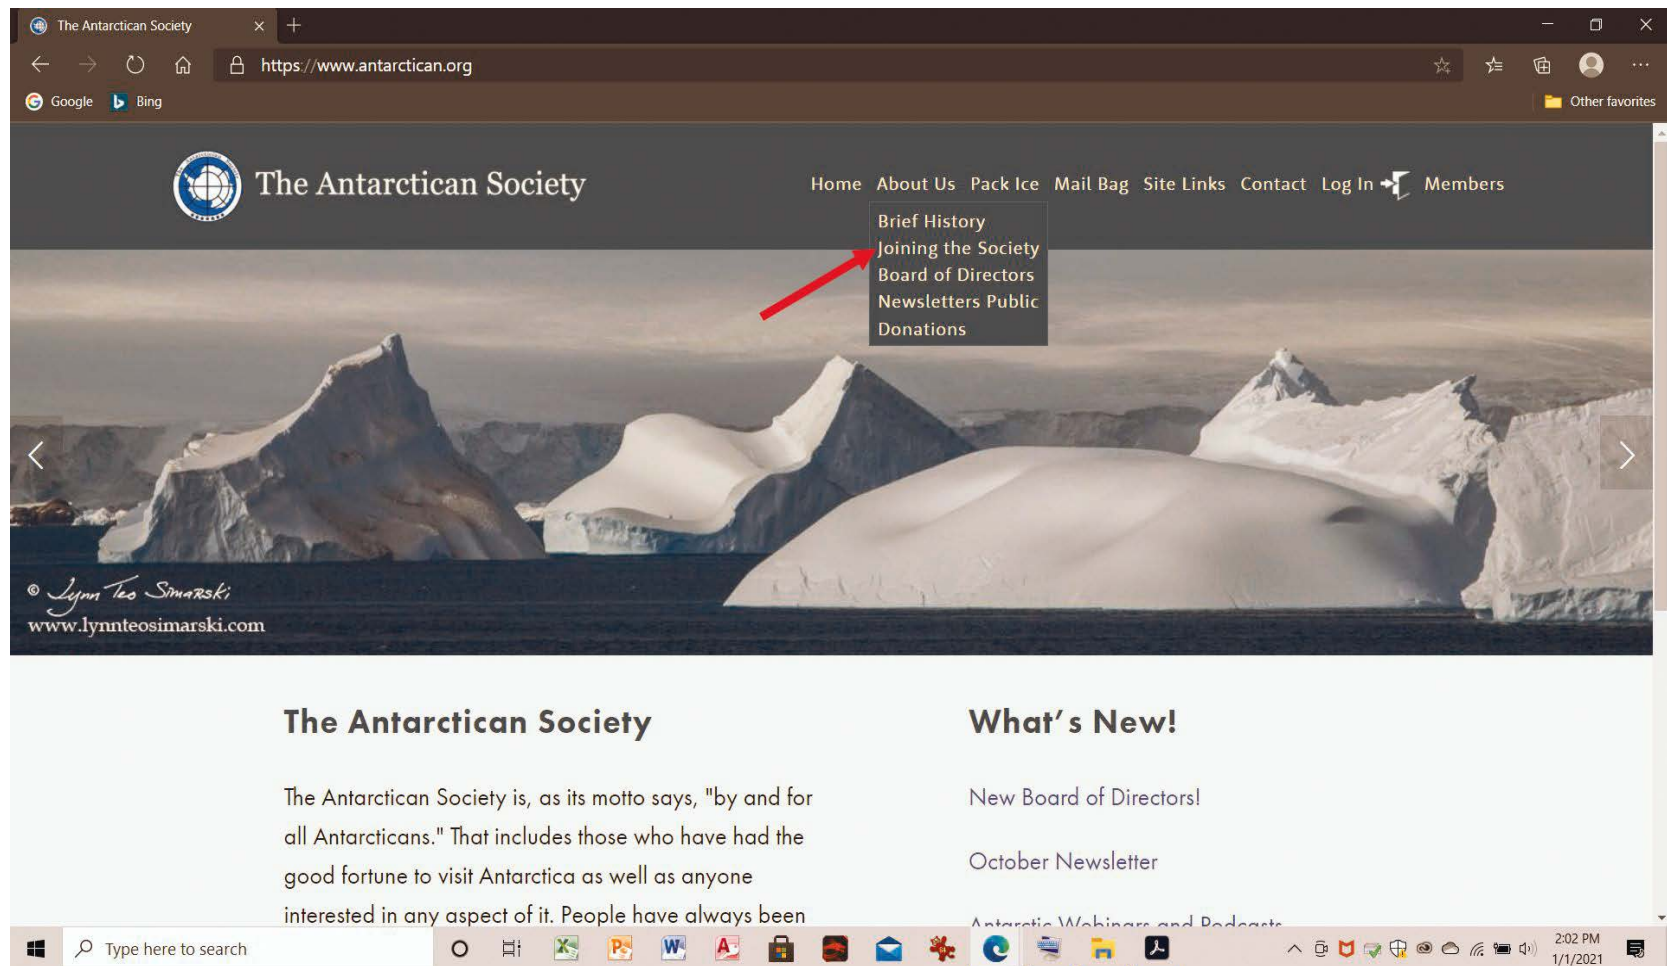 The Antarctican Society
https://www.antarctican.org
Google Bing Other favorites
The Antarctican Society
Home About Us Pack Ice Mail Bag Site Links Contact Log In Members
Brief History
Joining the Society
Board of Directors
Newsletters Public
Donations
© Lynn Teo Simarski
www.lynnteosimarski.com
The Antarctican Society
The Antarctican Society is, as its motto says, "by and for
all Antarcticans." That includes those who have had the
good fortune to visit Antarctica as well as anyone
interested in any aspect of it. People have always been
What's New!
New Board of Directors!
October Newsletter
Antarctic Webinars and Podcasts
Type here to search
2:02 PM
1/1/2021